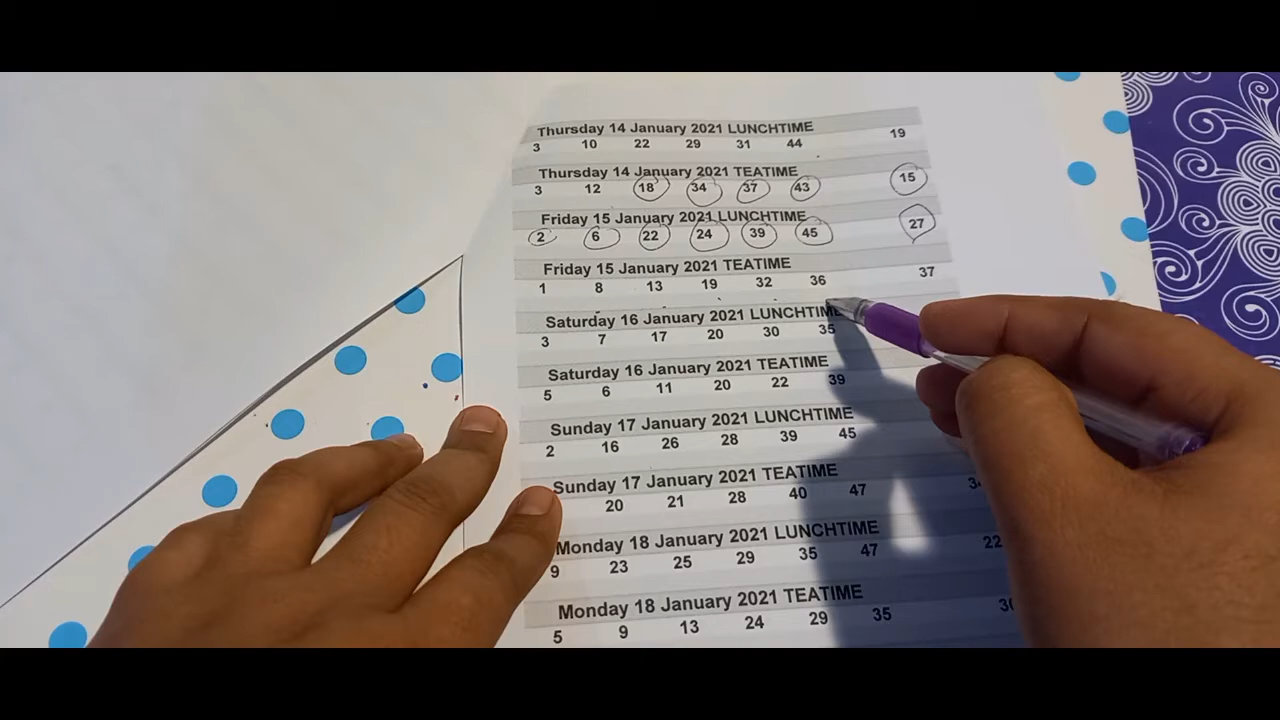 Thursday 14 January 2021 LUNCHTIME
3 10 22 29 31 44 19
Thursday 14 January 2021 TEATIME
3 12 18 34 37 43 15
Friday 15 January 2021 LUNCHTIME
2 6 22 24 39 45 27
Friday 15 January 2021 TEATIME
1 8 13 19 32 36 37
Saturday 16 January 2021 LUNCHTIME
3 7 17 20 30 35
Saturday 16 January 2021 TEATIME
5 6 11 20 22 39
Sunday 17 January 2021 LUNCHTIME
2 16 26 28 39 45
Sunday 17 January 2021 TEATIME
20 21 28 40 47
Monday 18 January 2021 LUNCHTIME
9 23 25 29 35 47 22
Monday 18 January 2021 TEATIME
5 9 13 24 29 35